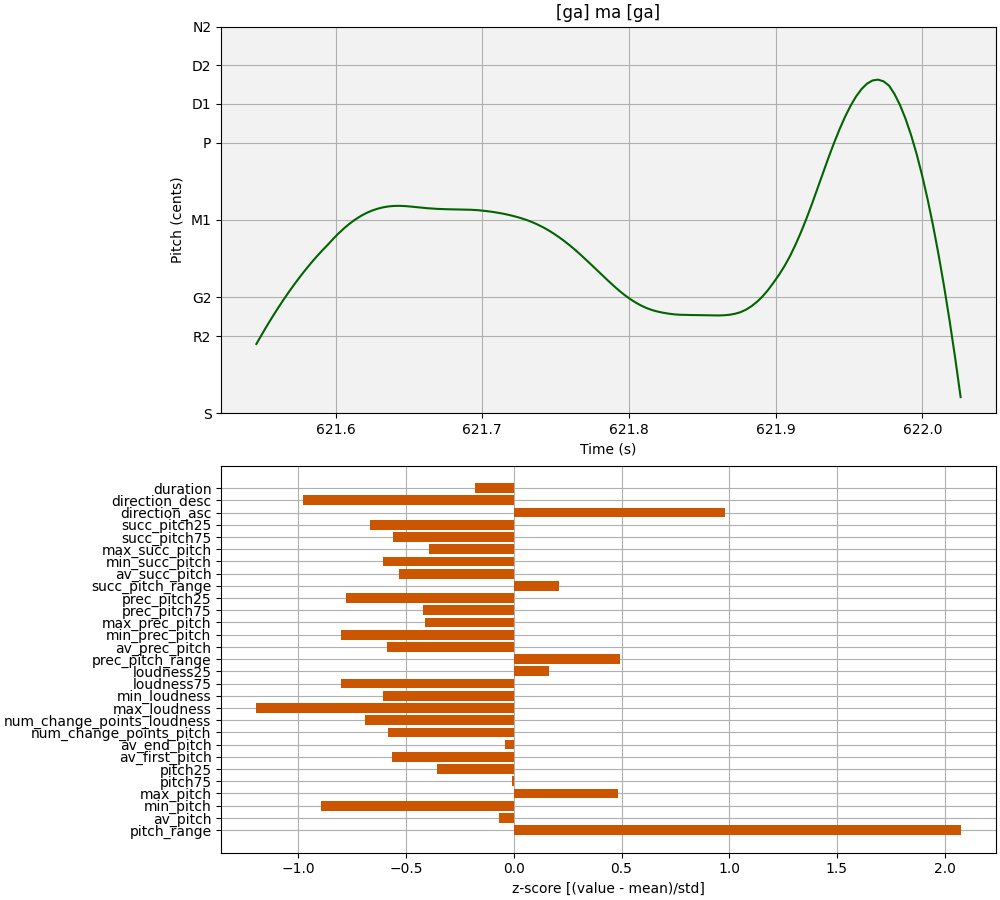 [ga] ma [ga]
N2
D2
D1
P
M1
G2
R2
S
Pitch (cents)
621.6 621.7 621.8 621.9 622.0
Time (s)
duration
direction_desc
direction_asc
succ_pitch25
succ_pitch75
max_succ_pitch
min_succ_pitch
av_succ_pitch
succ_pitch_range
prec_pitch25
prec_pitch75
max_prec_pitch
min_prec_pitch
av_prec_pitch
prec_pitch_range
loudness25
loudness75
min_loudness
max_loudness
num_change_points_loudness
num_change_points_pitch
av_end_pitch
av_first_pitch
pitch25
pitch75
max_pitch
min_pitch
av_pitch
pitch_range
−1.0 −0.5 0.0 0.5 1.0 1.5 2.0
z-score [(value - mean)/std]